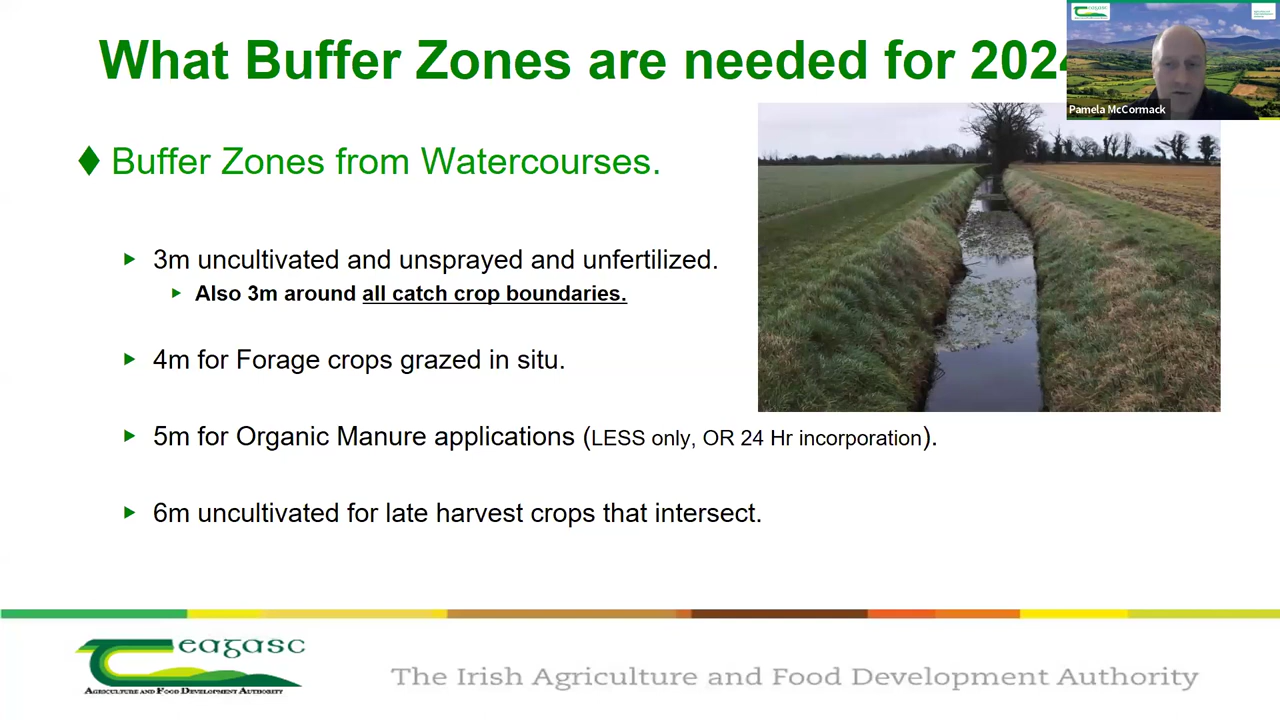 What Buffer Zones are needed for 202
Pamela McCormack
Buffer Zones from Watercourses.
3m uncultivated and unsprayed and unfertilized.
Also 3m around all catch crop boundaries.
4m for Forage crops grazed in situ.
5m for Organic Manure applications (LESS only, OR 24 Hr incorporation).
6m uncultivated for late harvest crops that intersect.
eagasc
AGRICULTURE AND FOOD DEVELOPMENT AUTHORITY
The Irish Agriculture and Food Development Authority